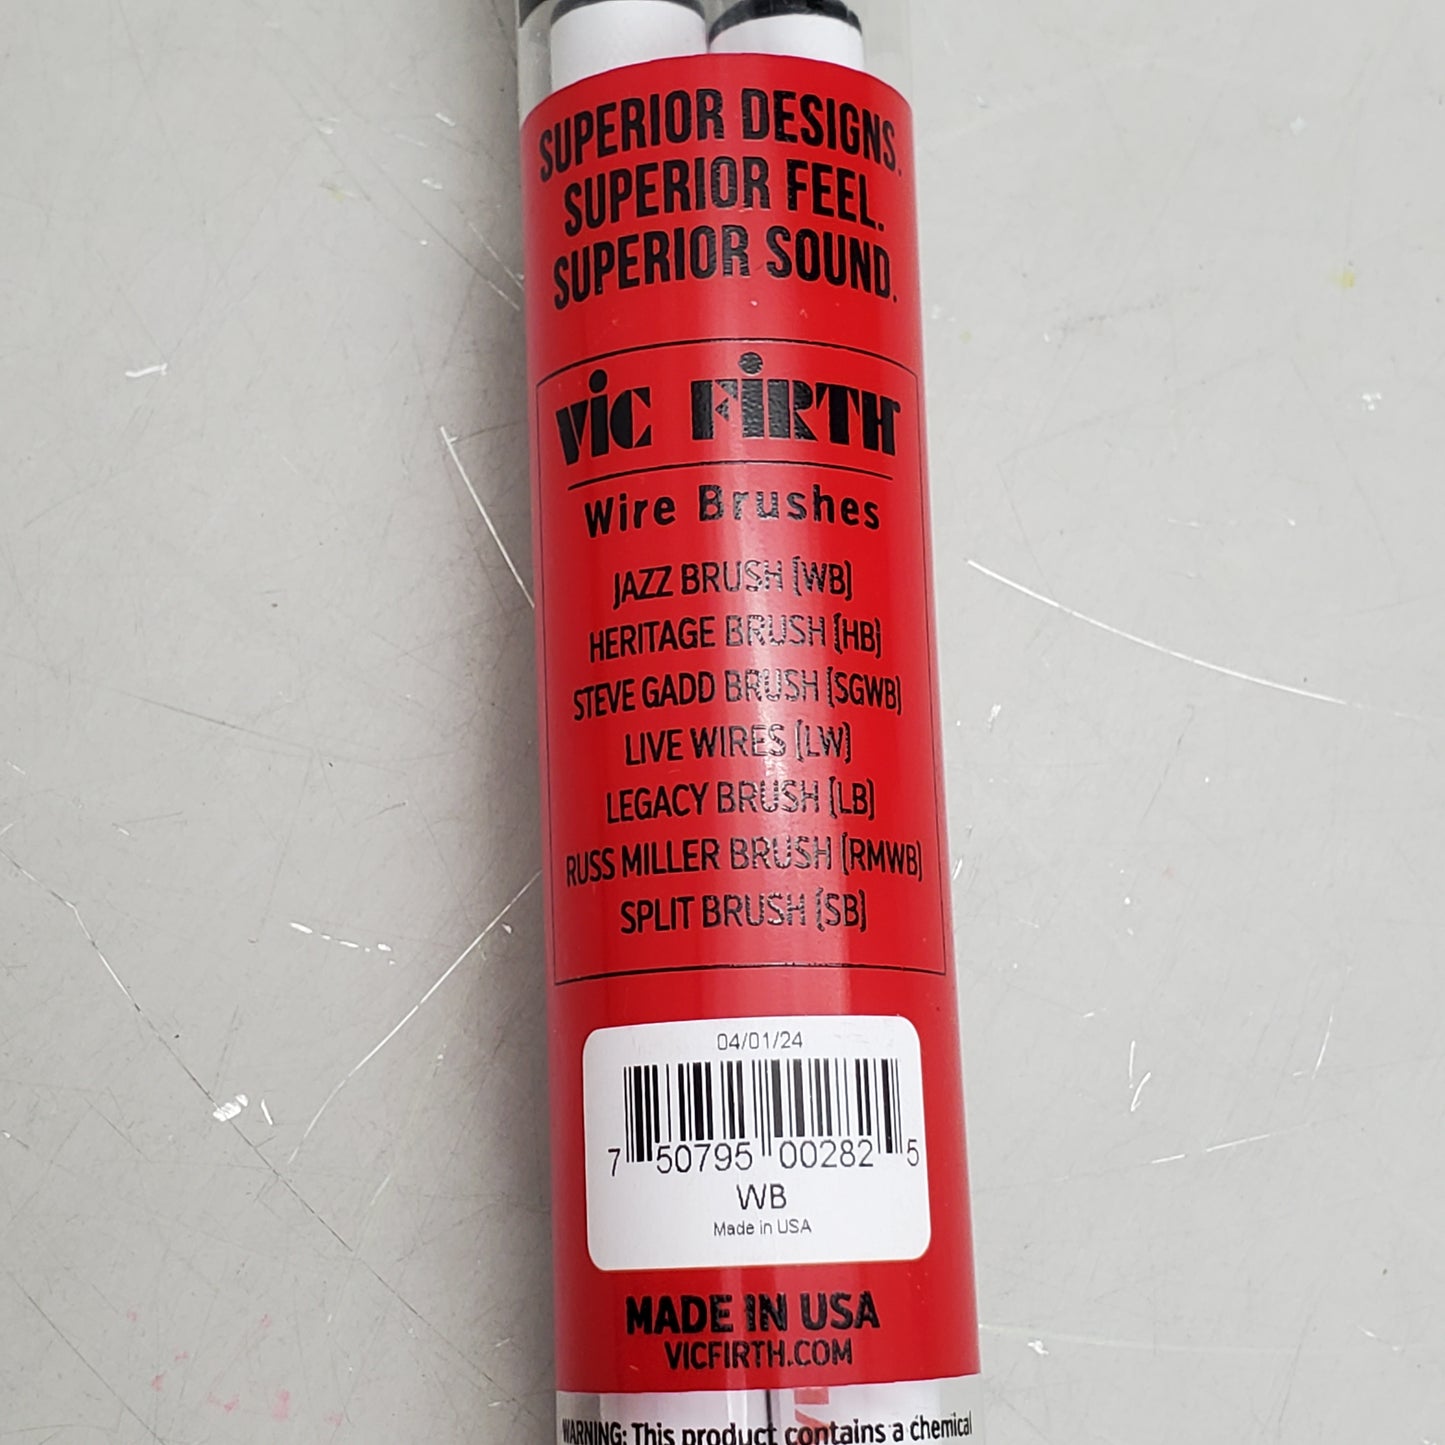 SUPERIOR DESIGNS.
SUPERIOR FEEL.
SUPERIOR SOUND.
VIC FIRTH
Wire Brushes
JAZZ BRUSH (WB)
HERITAGE BRUSH (HB)
STEVE GADD BRUSH (SGWB)
LIVE WIRES (LW)
LEGACY BRUSH (LB)
RUSS MILLER BRUSH (RMWB)
SPLIT BRUSH (SB)
04/01/24
7 50795 00282 5
WB
Made in USA
MADE IN USA
VICFIRTH.COM
WARNING: This product contains a chemical